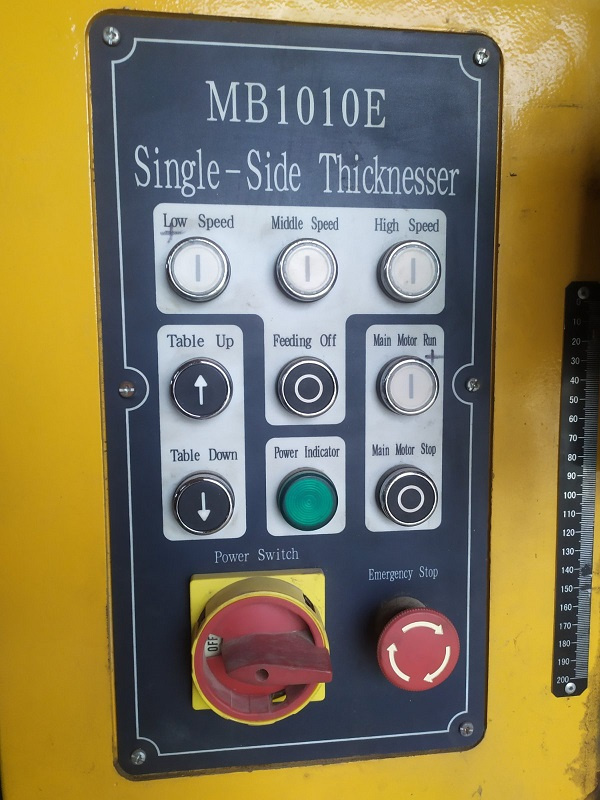 MB1010E
Single-Side Thicknesser
Low Speed
Middle Speed
High Speed
Table Up
Feeding Off
Main Motor Run
Table Down
Power Indicator
Main Motor Stop
Power Switch
Emergency Stop
OFF
10
20
30
40
50
60
70
80
90
100
110
120
130
140
150
160
170
180
190
200